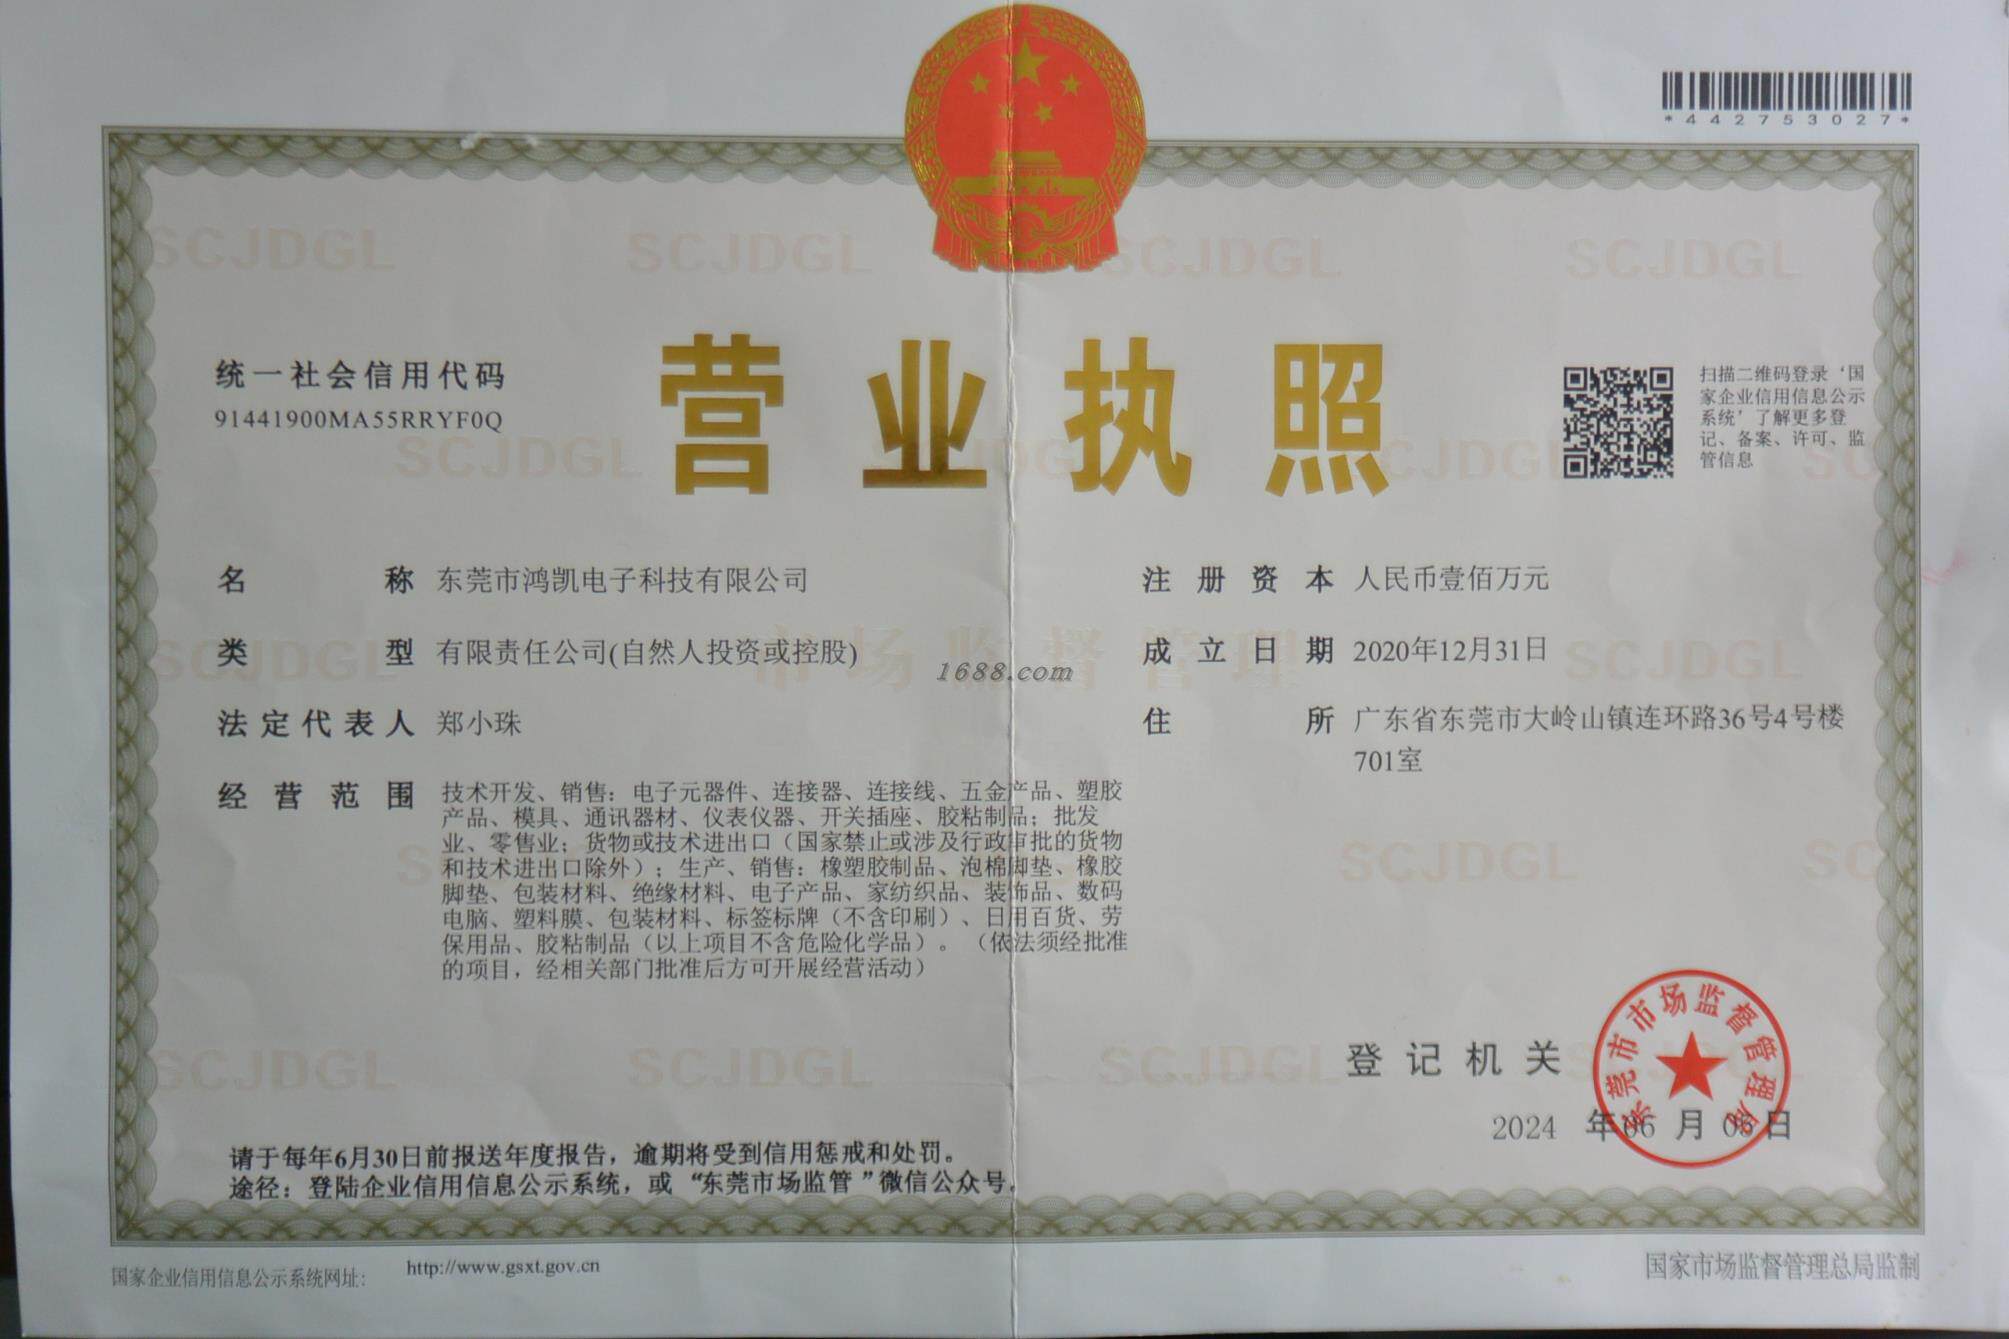 *442753027*
统一社会信用代码
91441900MA55RRYF0Q
营业执照
扫描二维码登录‘国
家企业信用信息公示
系统’了解更多登
记、备案、许可、监
管信息
名称 东莞市鸿凯电子科技有限公司
类型 有限责任公司(自然人投资或控股)
法定代表人 郑小珠
经营范围 技术开发、销售：电子元器件、连接器、连接线、五金产品、塑胶
产品、模具、通讯器材、仪表仪器、开关插座、胶粘制品；批发
业、零售业；货物或技术进出口（国家禁止或涉及行政审批的货物
和技术进出口除外）；生产、销售：橡塑胶制品、泡棉脚垫、橡胶
脚垫、包装材料、绝缘材料、电子产品、家纺织品、装饰品、数码
电脑、塑料膜、包装材料、标签标牌（不含印刷）、日用百货、劳
保用品、胶粘制品（以上项目不含危险化学品）。（依法须经批准
的项目，经相关部门批准后方可开展经营活动）
注册资本 人民币壹佰万元
成立日期 2020年12月31日
住所 广东省东莞市大岭山镇连环路36号4号楼
701室
1688.com
市场监督管理
SCJDGL
登记机关
东莞市市场监督管理局
2024 年06 月 日
请于每年6月30日前报送年度报告，逾期将受到信用惩戒和处罚。
途径：登陆企业信用信息公示系统，或“东莞市场监管”微信公众号。
国家企业信用信息公示系统网址：
http://www.gsxt.gov.cn
国家市场监督管理总局监制